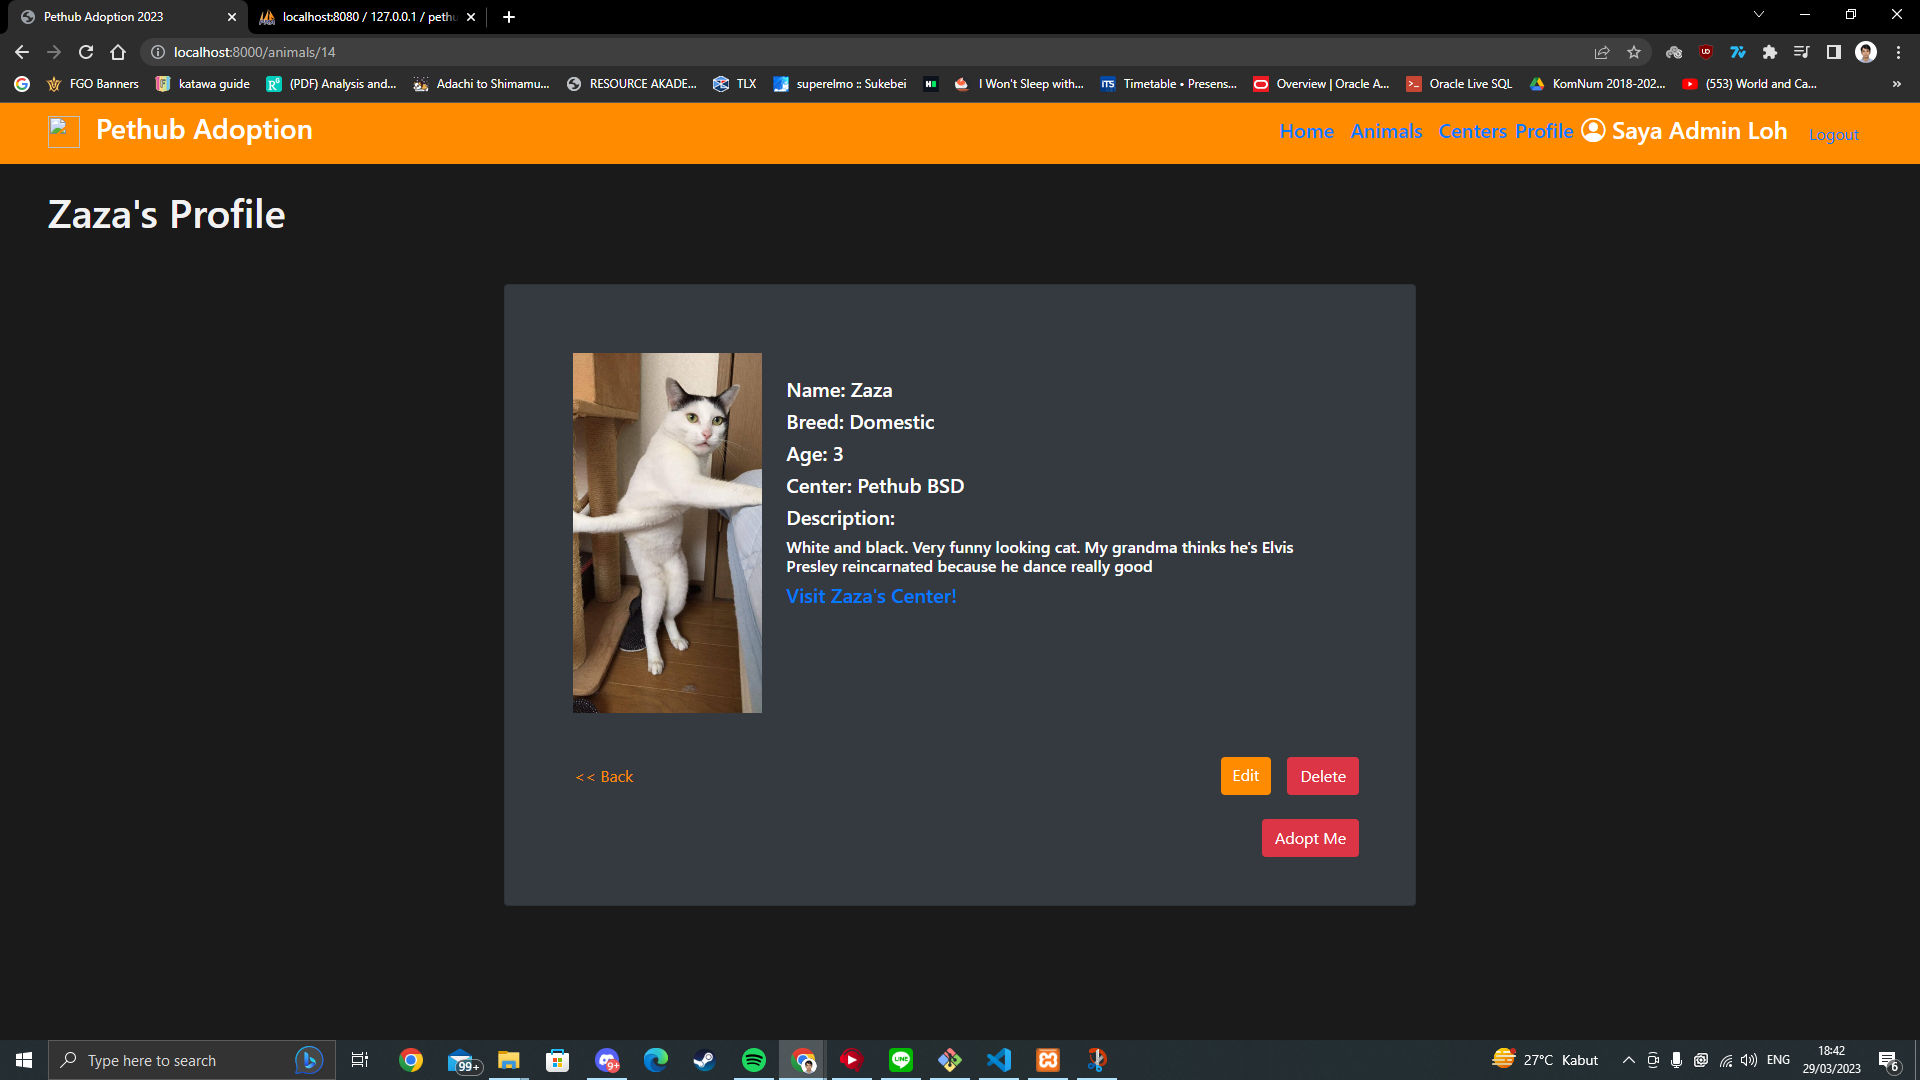 Pethub Adoption 2023
localhost:8080 / 127.0.0.1 / pethu
localhost:8000/animals/14
FGO Banners
katawa guide
(PDF) Analysis and...
Adachi to Shimamu...
RESOURCE AKADE...
TLX
superelmo :: Sukebei
I Won't Sleep with...
ITS
Timetable • Presens...
Overview | Oracle A...
Oracle Live SQL
KomNum 2018-202...
(553) World and Ca...
»
Pethub Adoption
Home
Animals
Centers
Profile
Saya Admin Loh
Logout
Zaza's Profile
Name: Zaza
Breed: Domestic
Age: 3
Center: Pethub BSD
Description:
White and black. Very funny looking cat. My grandma thinks he's Elvis
Presley reincarnated because he dance really good
Visit Zaza's Center!
<< Back
Edit
Delete
Adopt Me
Type here to search
99+
9+
LINE
27°C Kabut
ENG
18:42
29/03/2023
6